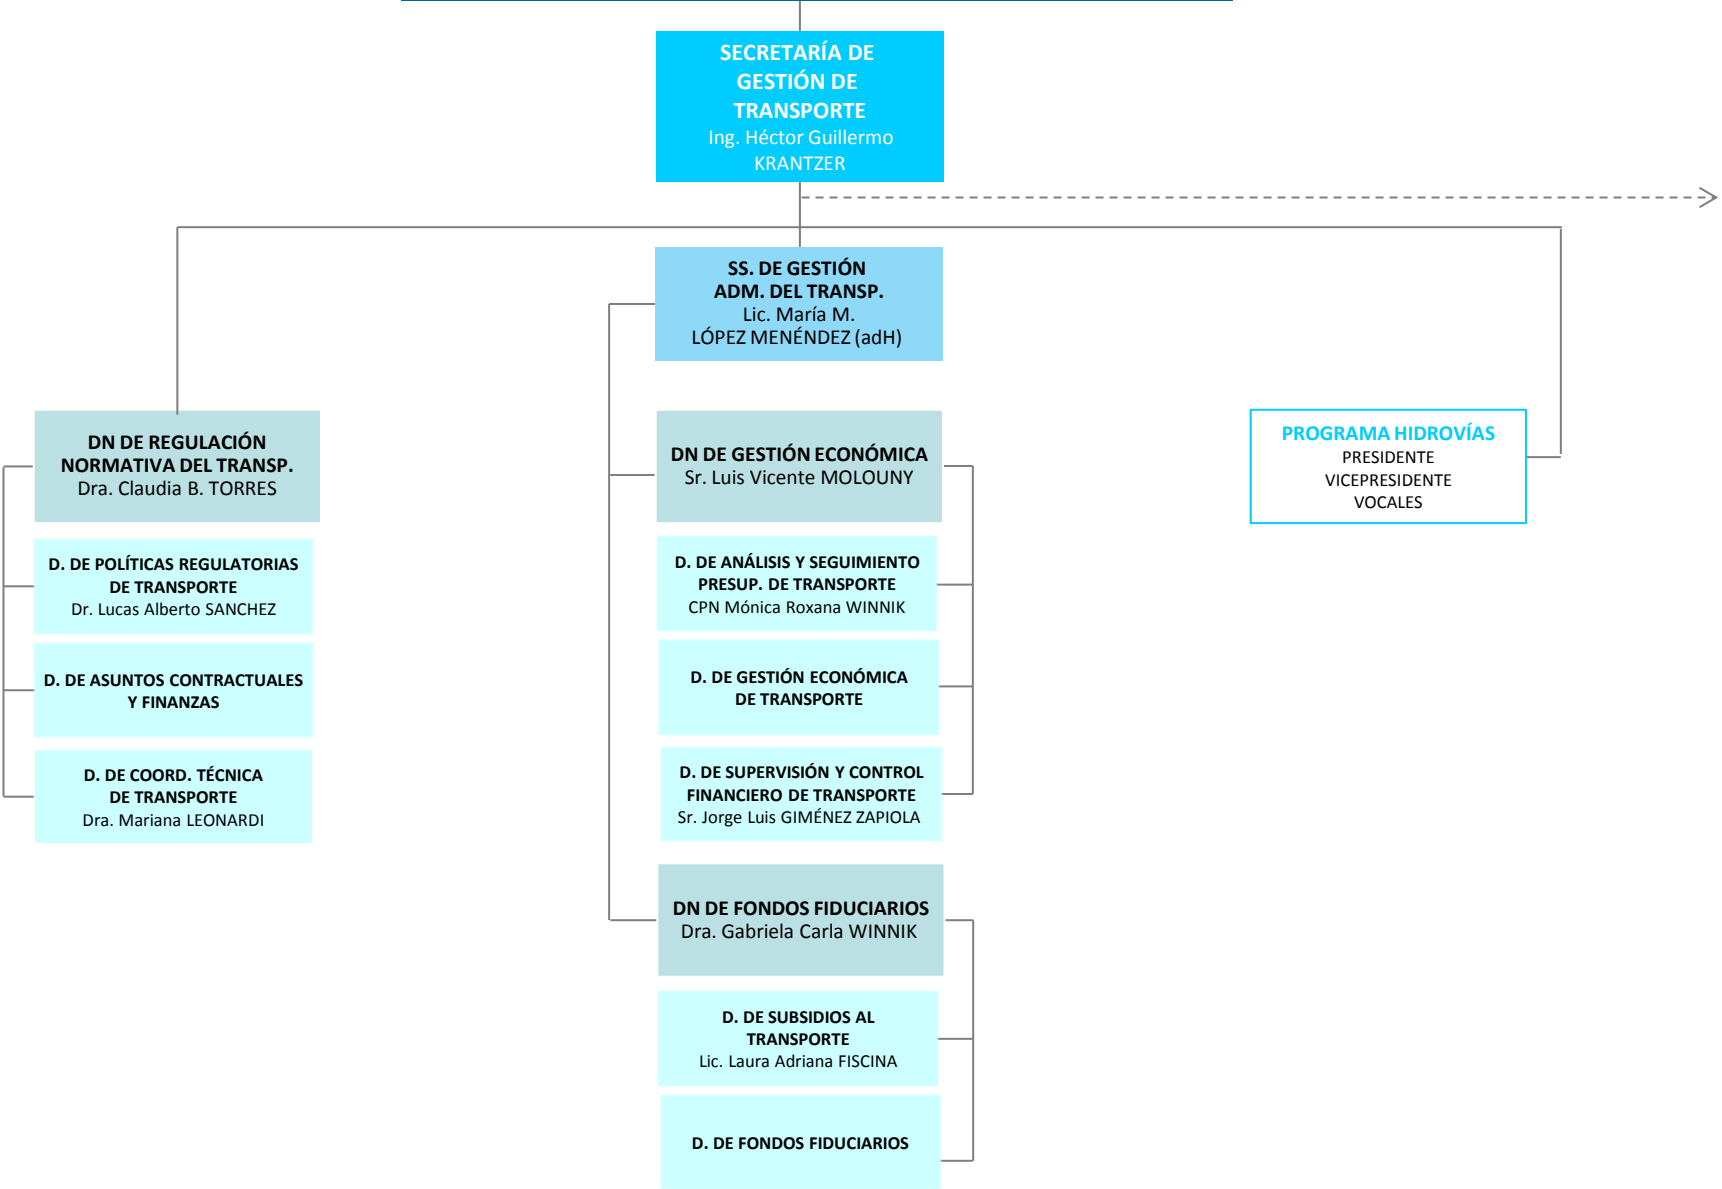 SECRETARÍA DE
GESTIÓN DE
TRANSPORTE
Ing. Héctor Guillermo
KRANTZER
SS. DE GESTIÓN
ADM. DEL TRANSP.
Lic. María M.
LÓPEZ MENÉNDEZ (adH)
DN DE REGULACIÓN
NORMATIVA DEL TRANSP.
Dra. Claudia B. TORRES
D. DE POLÍTICAS REGULATORIAS
DE TRANSPORTE
Dr. Lucas Alberto SANCHEZ
D. DE ASUNTOS CONTRACTUALES
Y FINANZAS
D. DE COORD. TÉCNICA
DE TRANSPORTE
Dra. Mariana LEONARDI
DN DE GESTIÓN ECONÓMICA
Sr. Luis Vicente MOLOUNY
D. DE ANÁLISIS Y SEGUIMIENTO
PRESUP. DE TRANSPORTE
CPN Mónica Roxana WINNIK
D. DE GESTIÓN ECONÓMICA
DE TRANSPORTE
D. DE SUPERVISIÓN Y CONTROL
FINANCIERO DE TRANSPORTE
Sr. Jorge Luis GIMÉNEZ ZAPIOLA
DN DE FONDOS FIDUCIARIOS
Dra. Gabriela Carla WINNIK
D. DE SUBSIDIOS AL
TRANSPORTE
Lic. Laura Adriana FISCINA
D. DE FONDOS FIDUCIARIOS
PROGRAMA HIDROVÍAS
PRESIDENTE
VICEPRESIDENTE
VOCALES